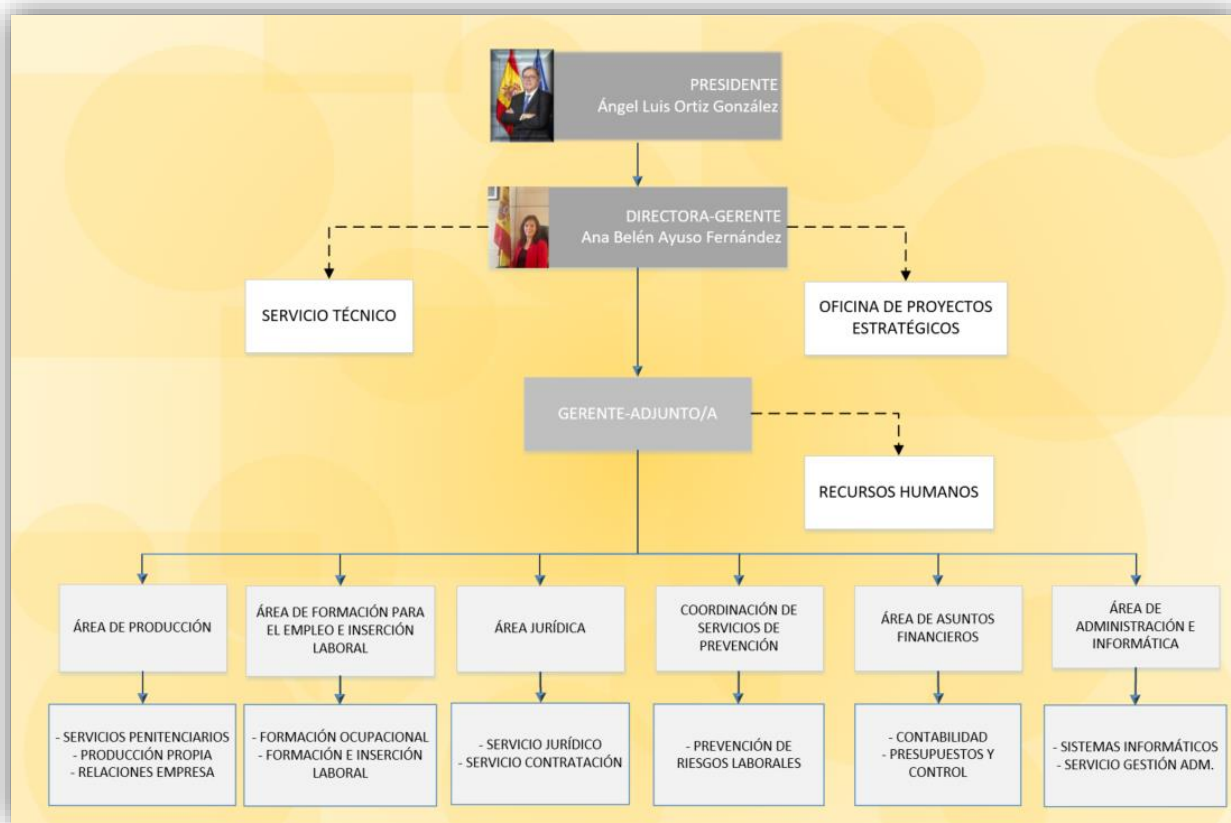 PRESIDENTE
Ángel Luis Ortiz González
DIRECTORA-GERENTE
Ana Belén Ayuso Fernández
SERVICIO TÉCNICO
OFICINA DE PROYECTOS
ESTRATÉGICOS
GERENTE-ADJUNTO/A
RECURSOS HUMANOS
ÁREA DE PRODUCCIÓN
ÁREA DE FORMACIÓN PARA
EL EMPLEO E INSERCIÓN
LABORAL
ÁREA JURÍDICA
COORDINACIÓN DE
SERVICIOS DE
PREVENCIÓN
ÁREA DE ASUNTOS
FINANCIEROS
ÁREA DE
ADMINISTRACIÓN E
INFORMÁTICA
- SERVICIOS PENITENCIARIOS
- PRODUCCIÓN PROPIA
- RELACIONES EMPRESA
- FORMACIÓN OCUPACIONAL
- FORMACIÓN E INSERCIÓN
LABORAL
- SERVICIO JURÍDICO
- SERVICIO CONTRATACIÓN
- PREVENCIÓN DE
RIESGOS LABORALES
- CONTABILIDAD
- PRESUPUESTOS Y
CONTROL
- SISTEMAS INFORMÁTICOS
- SERVICIO GESTIÓN ADM.